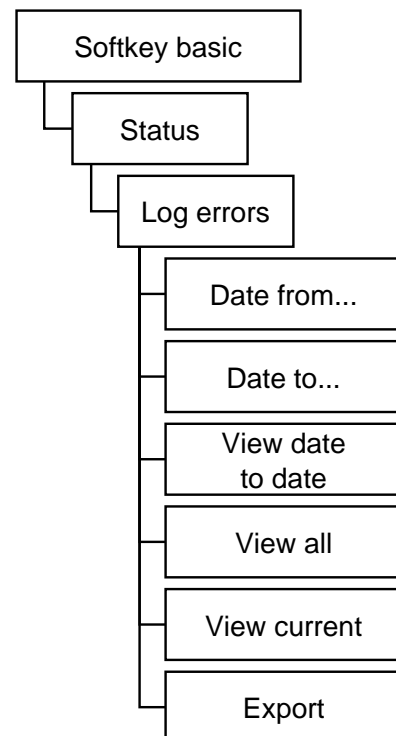 Softkey basic
Status
Log errors
Date from...
Date to...
View date
to date
View all
View current
Export